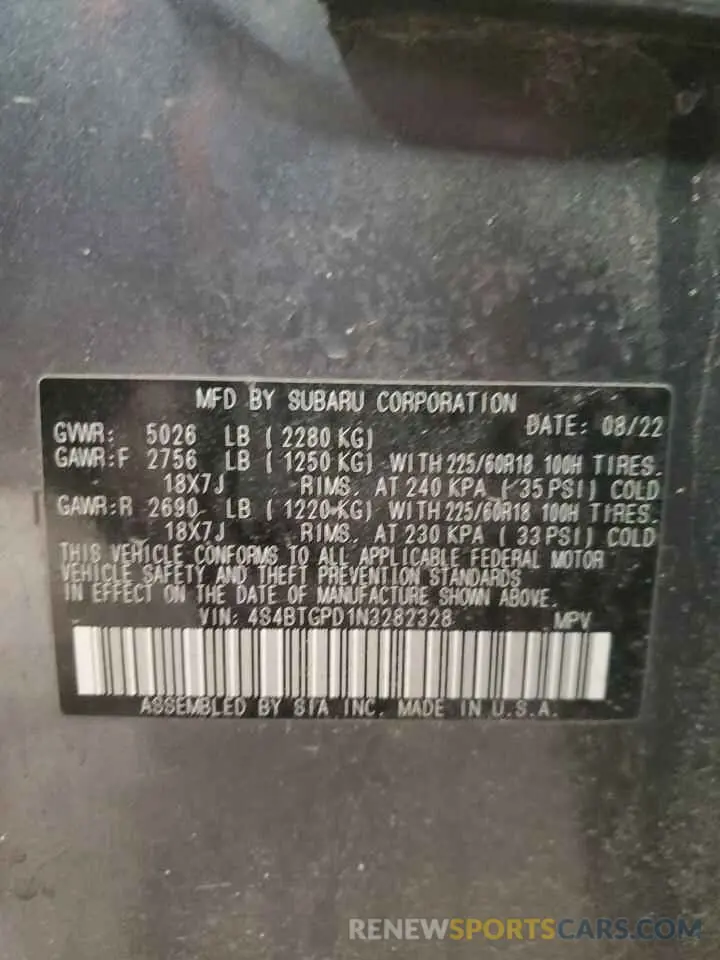 MFD BY SUBARU CORPORATION
DATE: 08/22
GVWR: 5026 LB ( 2280 KG)
GAWR:F 2756 LB ( 1250 KG) WITH 225/60R18 100H TIRES.
18X7J RIMS. AT 240 KPA ( 35 PSI) COLD
GAWR:R 2690 LB ( 1220 KG) WITH 225/60R18 100H TIRES.
18X7J RIMS. AT 230 KPA ( 33 PSI) COLD
THIS VEHICLE CONFORMS TO ALL APPLICABLE FEDERAL MOTOR
VEHICLE SAFETY AND THEFT PREVENTION STANDARDS
IN EFFECT ON THE DATE OF MANUFACTURE SHOWN ABOVE.
VIN: 4S4BTGPD1N3282328 MPV
ASSEMBLED BY SIA INC. MADE IN U.S.A.
RENEWSPORTSCARS.COM